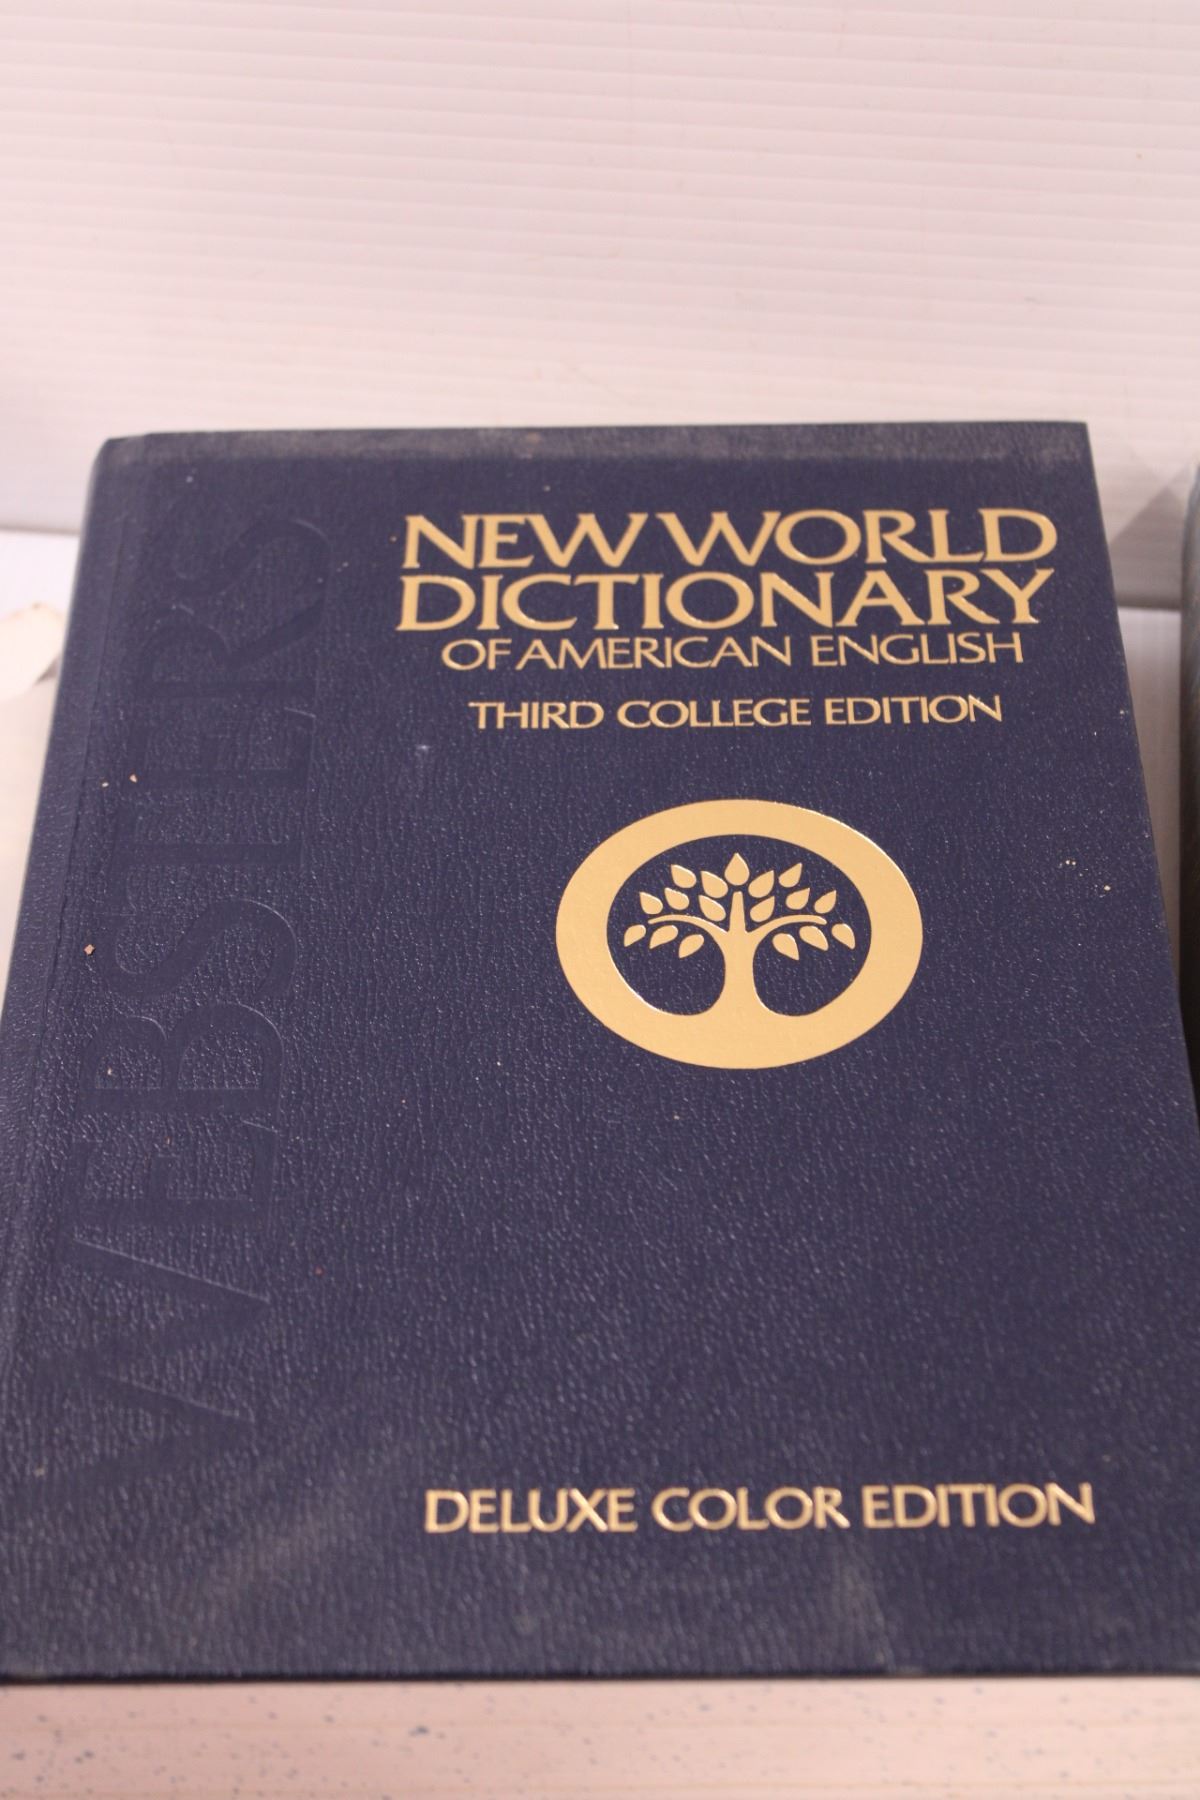 WEBSTER'S
NEW WORLD
DICTIONARY
OF AMERICAN ENGLISH
THIRD COLLEGE EDITION
DELUXE COLOR EDITION